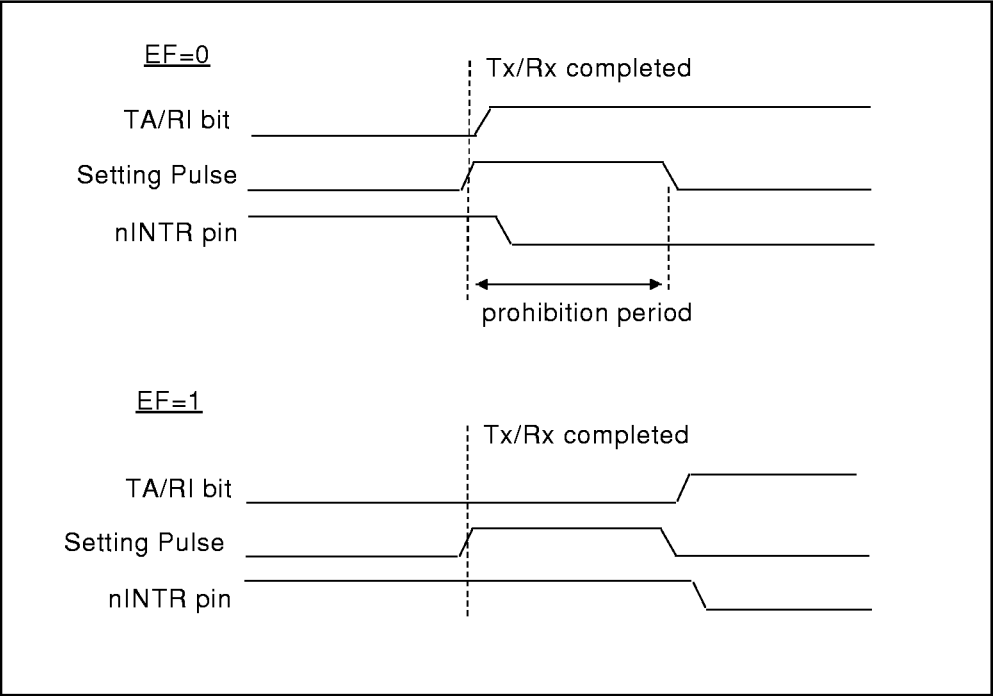 EF=0
Tx/Rx completed
TA/RI bit
Setting Pulse
nINTR pin
prohibition period
EF=1
Tx/Rx completed
TA/RI bit
Setting Pulse
nINTR pin